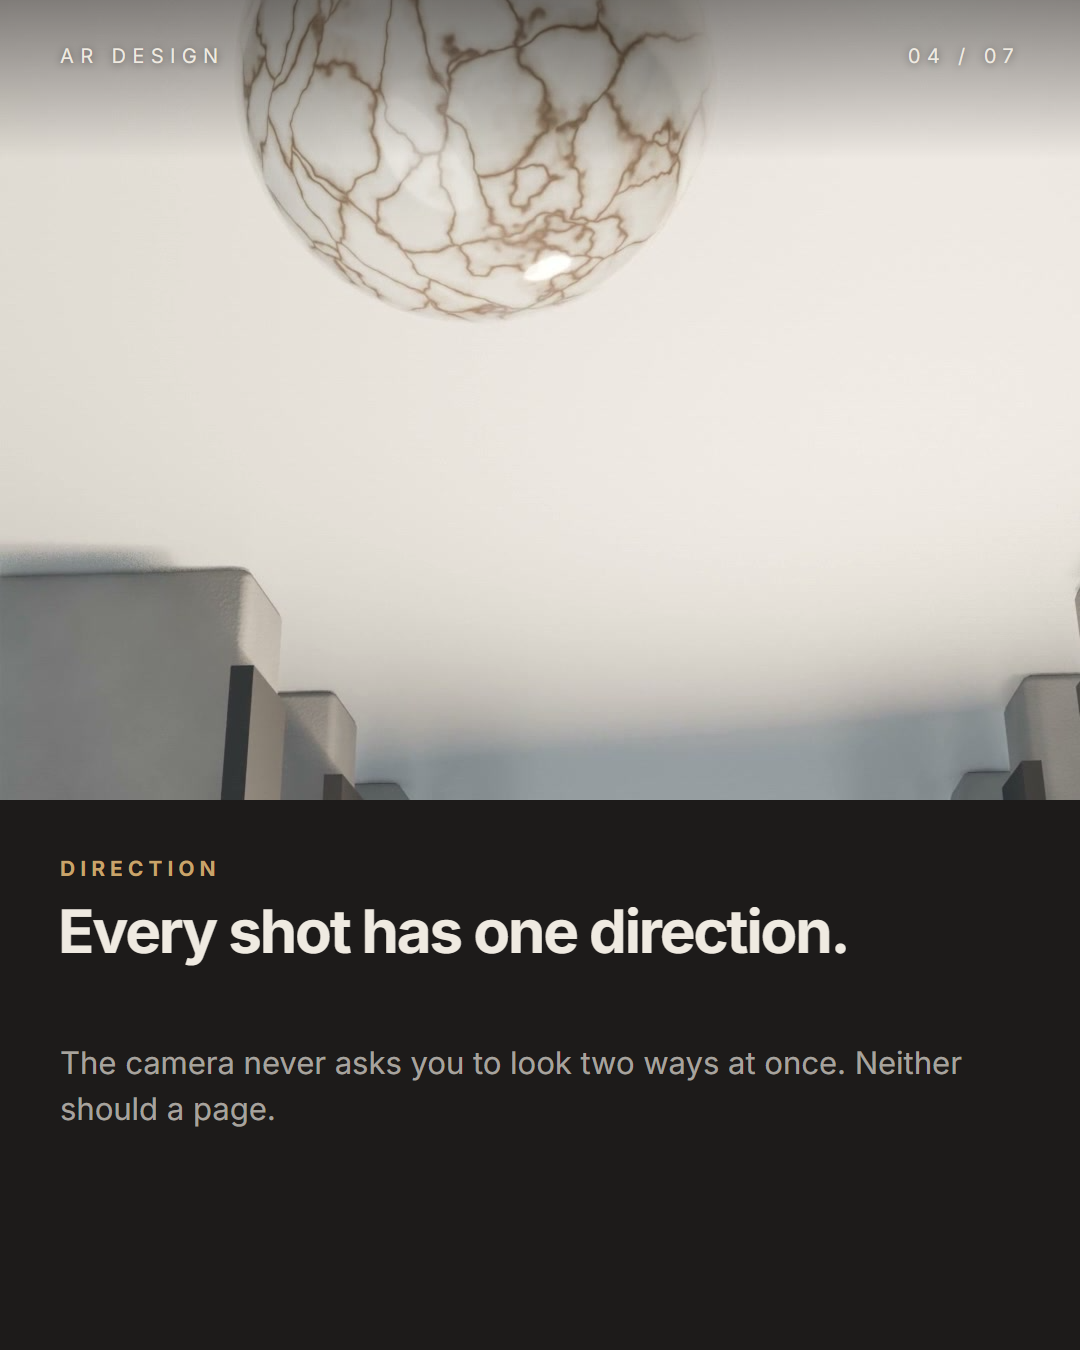 AR DESIGN
04 / 07
DIRECTION
Every shot has one direction.
The camera never asks you to look two ways at once. Neither
should a page.